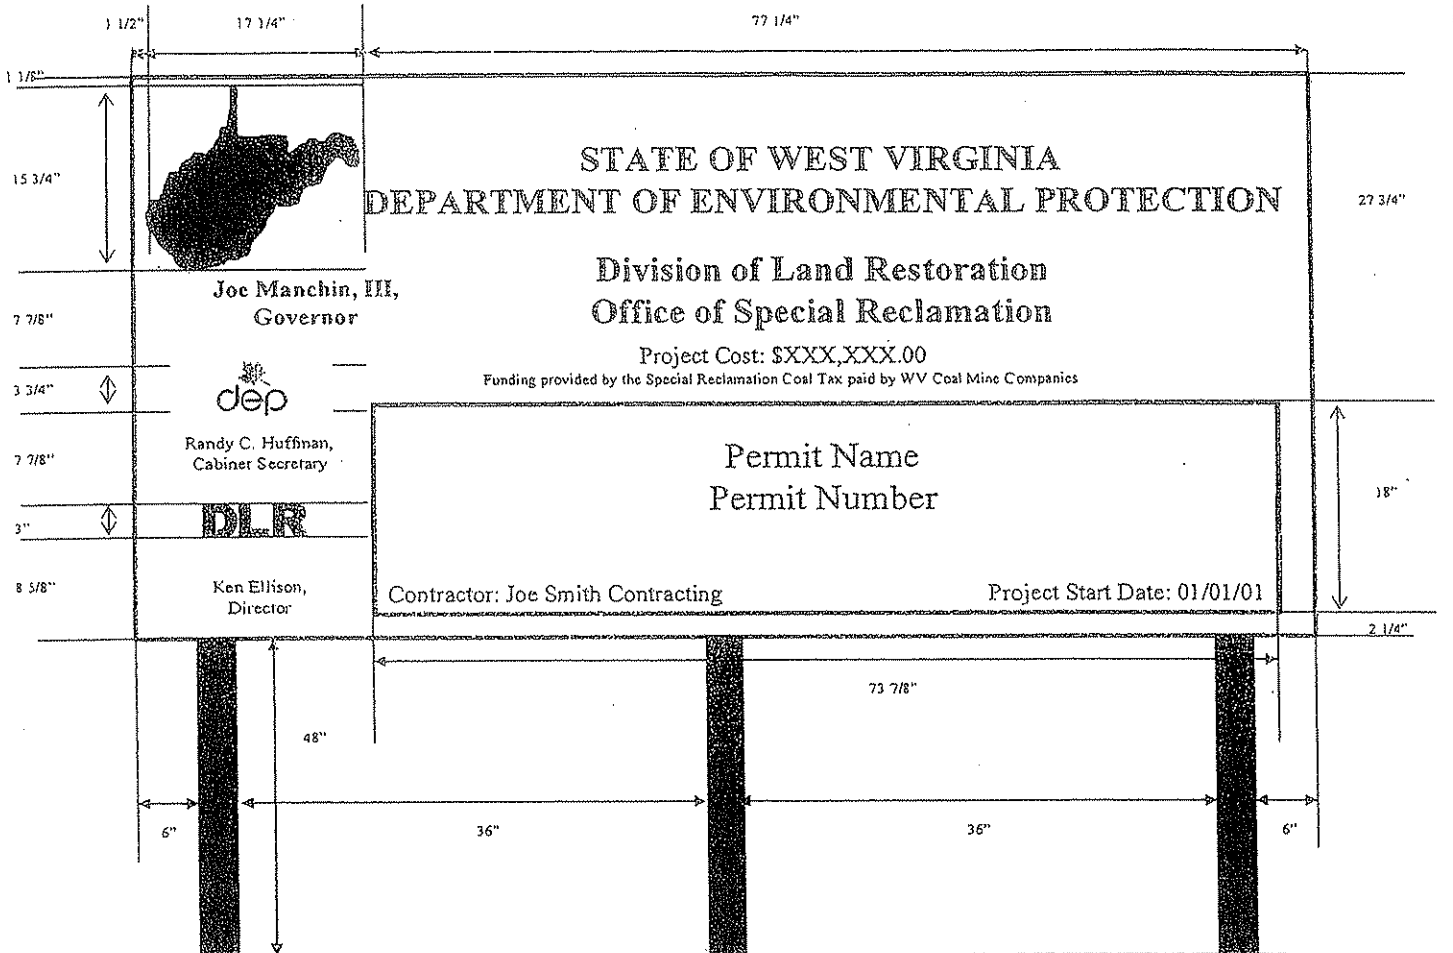 1 1/2"
17 1/4"
77 1/4"
1 1/8"
15 3/4"
STATE OF WEST VIRGINIA
DEPARTMENT OF ENVIRONMENTAL PROTECTION
27 3/4"
Division of Land Restoration
Office of Special Reclamation
Joe Manchin, III,
Governor
7 7/8"
Project Cost: $XXX,XXX.00
Funding provided by the Special Reclamation Coal Tax paid by WV Coal Mine Companies
3 3/4"
dep
Randy C. Huffman,
Cabinet Secretary
7 7/8"
Permit Name
Permit Number
18"
3"
DLR
8 5/8"
Ken Ellison,
Director
Contractor: Joe Smith Contracting
Project Start Date: 01/01/01
2 1/4"
73 7/8"
48"
6"
36"
36"
6"